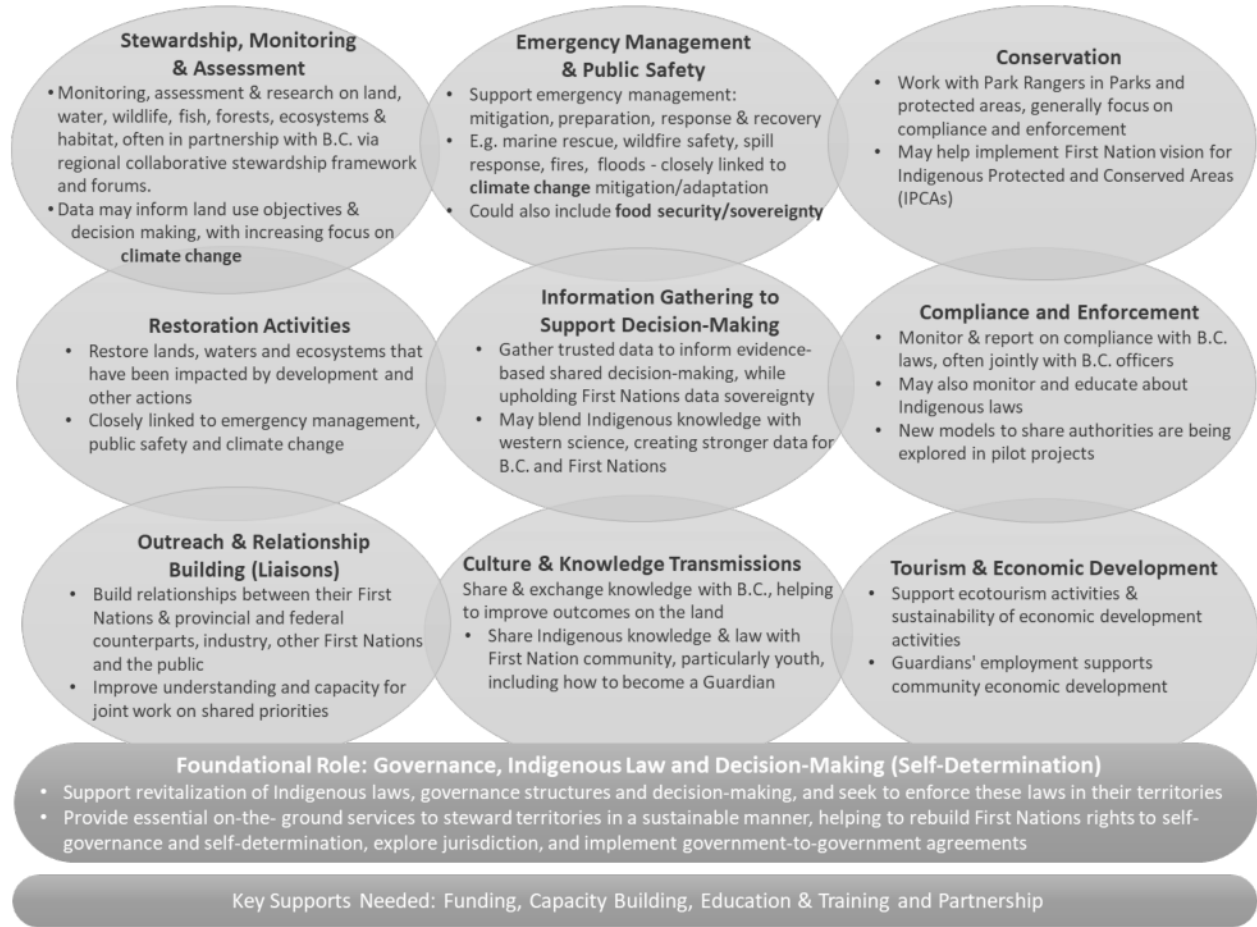 Stewardship, Monitoring
& Assessment
• Monitoring, assessment & research on land,
water, wildlife, fish, forests, ecosystems &
habitat, often in partnership with B.C. via
regional collaborative stewardship framework
and forums.
• Data may inform land use objectives &
decision making, with increasing focus on
climate change
Emergency Management
& Public Safety
• Support emergency management:
mitigation, preparation, response & recovery
• E.g. marine rescue, wildfire safety, spill
response, fires, floods - closely linked to
climate change mitigation/adaptation
• Could also include food security/sovereignty
Conservation
• Work with Park Rangers in Parks and
protected areas, generally focus on
compliance and enforcement
• May help implement First Nation vision for
Indigenous Protected and Conserved Areas
(IPCAs)
Restoration Activities
• Restore lands, waters and ecosystems that
have been impacted by development and
other actions
• Closely linked to emergency management,
public safety and climate change
Information Gathering to
Support Decision-Making
• Gather trusted data to inform evidence-
based shared decision-making, while
upholding First Nations data sovereignty
• May blend Indigenous knowledge with
western science, creating stronger data for
B.C. and First Nations
Compliance and Enforcement
• Monitor & report on compliance with B.C.
laws, often jointly with B.C. officers
• May also monitor and educate about
Indigenous laws
• New models to share authorities are being
explored in pilot projects
Outreach & Relationship
Building (Liaisons)
• Build relationships between their First
Nations & provincial and federal
counterparts, industry, other First Nations
and the public
• Improve understanding and capacity for
joint work on shared priorities
Culture & Knowledge Transmissions
Share & exchange knowledge with B.C., helping
to improve outcomes on the land
• Share Indigenous knowledge & law with
First Nation community, particularly youth,
including how to become a Guardian
Tourism & Economic Development
• Support ecotourism activities &
sustainability of economic development
activities
• Guardians' employment supports
community economic development
Foundational Role: Governance, Indigenous Law and Decision-Making (Self-Determination)
• Support revitalization of Indigenous laws, governance structures and decision-making, and seek to enforce these laws in their territories
• Provide essential on-the- ground services to steward territories in a sustainable manner, helping to rebuild First Nations rights to self-
governance and self-determination, explore jurisdiction, and implement government-to-government agreements
Key Supports Needed: Funding, Capacity Building, Education & Training and Partnership